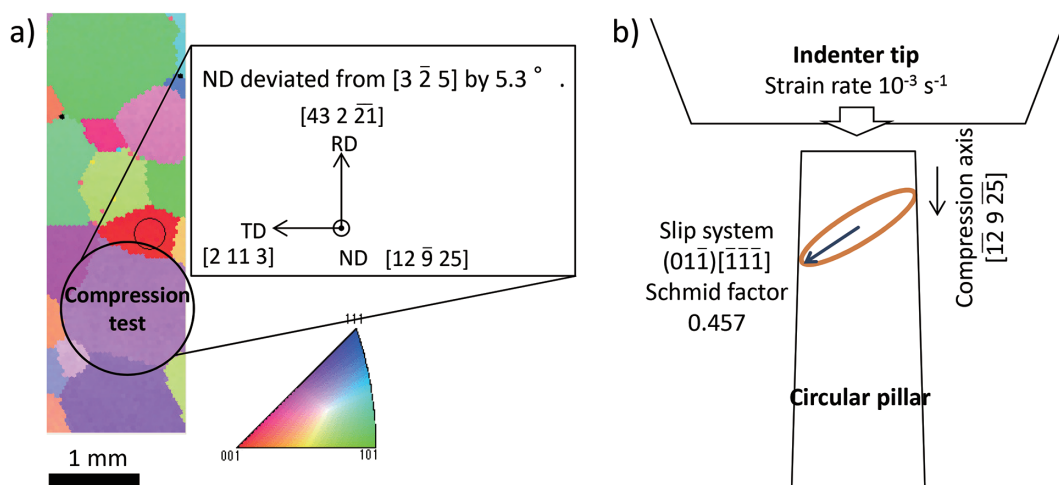 a)
ND deviated from [3 2̅ 5] by 5.3 ° .
[43 2 2̅1̅]
RD
TD
[2 11 3]
ND [12 9̅ 25]
Compression
test
111
001
101
1 mm
b)
Indenter tip
Strain rate 10⁻³ s⁻¹
Compression axis
[1̅2̅ 9 2̅5̅]
Slip system
(011̅)[1̅1̅1̅]
Schmid factor
0.457
Circular pillar